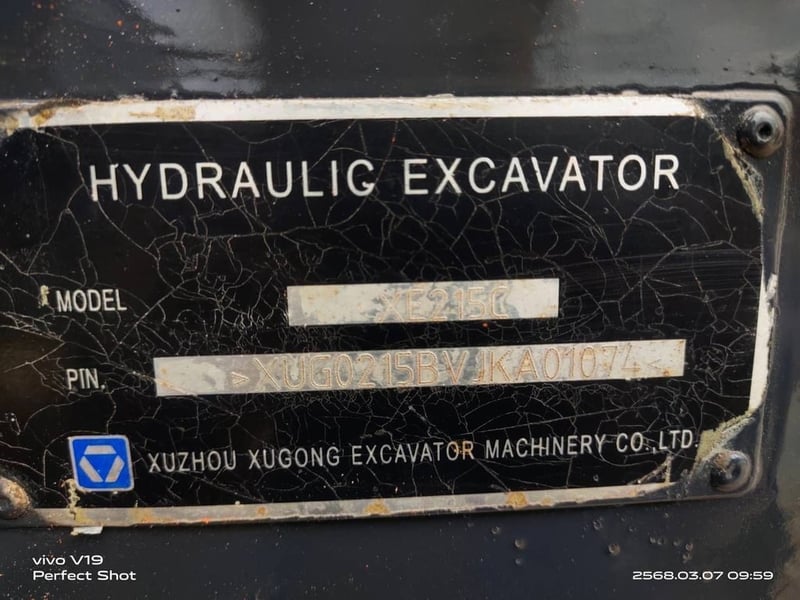 HYDRAULIC EXCAVATOR
MODEL XE215C
PIN. >XUG0215BVJKA01074<
XUZHOU XUGONG EXCAVATOR MACHINERY CO.,LTD.
vivo V19
Perfect Shot
2568.03.07 09:59